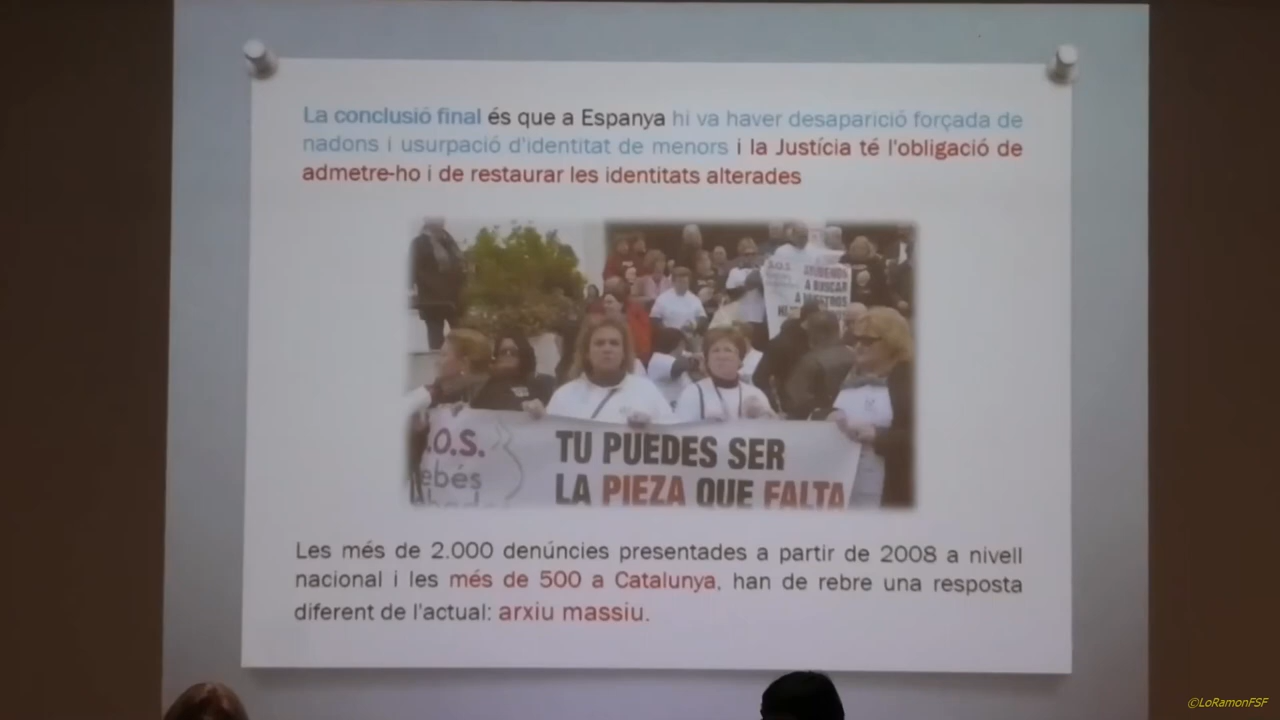 La conclusió final és que a Espanya hi va haver desaparició forçada de
nadons i usurpació d'identitat de menors i la Justícia té l'obligació de
admetre-ho i de restaurar les identitats alterades
S.O.S.
A BUSCAR
A NUESTROS
.O.S.
ebés
TU PUEDES SER
LA PIEZA QUE FALTA
Les més de 2.000 denúncies presentades a partir de 2008 a nivell
nacional i les més de 500 a Catalunya, han de rebre una resposta
diferent de l'actual: arxiu massiu.
©LoRamonFSF